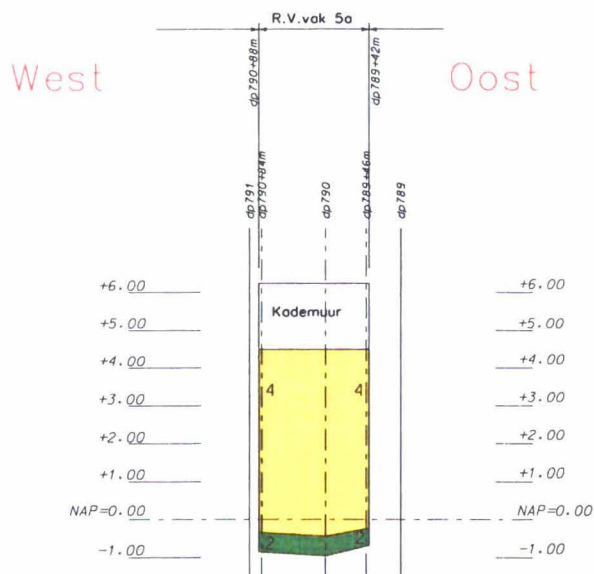 R.V.vak 5a
West
Oost
dp790+88m
dp789+42m
dp791
dp790+84m
dp790
dp789+46m
dp789
+6.00
+6.00
Kademuur
+5.00
+5.00
+4.00
+4.00
4
4
+3.00
+3.00
+2.00
+2.00
+1.00
+1.00
NAP=0.00
NAP=0.00
2
2
-1.00
-1.00